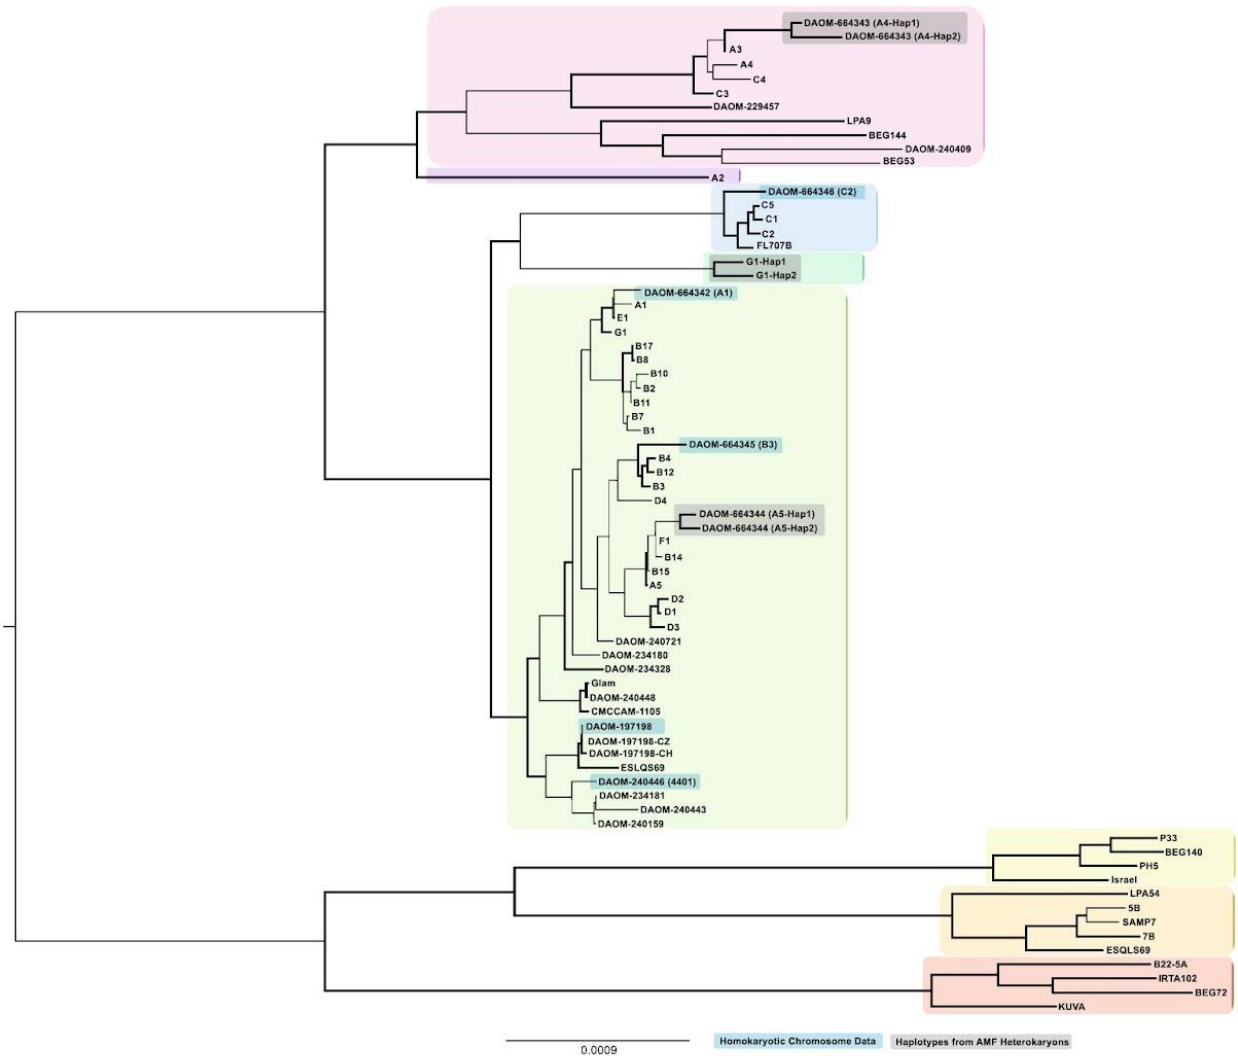 DAOM-664343 (A4-Hap1)
DAOM-664343 (A4-Hap2)
A3
A4
C4
C3
DAOM-229457
LPA9
BEG144
DAOM-240409
BEG53
A2
DAOM-664346 (C2)
C5
C1
C2
FL707B
G1-Hap1
G1-Hap2
DAOM-664342 (A1)
A1
E1
G1
B17
B8
B10
B2
B11
B7
B1
DAOM-664345 (B3)
B4
B12
B3
D4
DAOM-664344 (A5-Hap1)
DAOM-664344 (A5-Hap2)
F1
B14
B15
A5
D2
D1
D3
DAOM-240721
DAOM-234180
DAOM-234328
Glam
DAOM-240448
CMCCAM-1105
DAOM-197198
DAOM-197198-CZ
DAOM-197198-CH
ESLQS69
DAOM-240446 (4401)
DAOM-234181
DAOM-240443
DAOM-240159
P33
BEG140
PH5
Israel
LPA54
5B
SAMP7
7B
ESQLS69
B22-5A
IRTA102
BEG72
KUVA
0.0009
Homokaryotic Chromosome Data
Haplotypes from AMF Heterokaryons